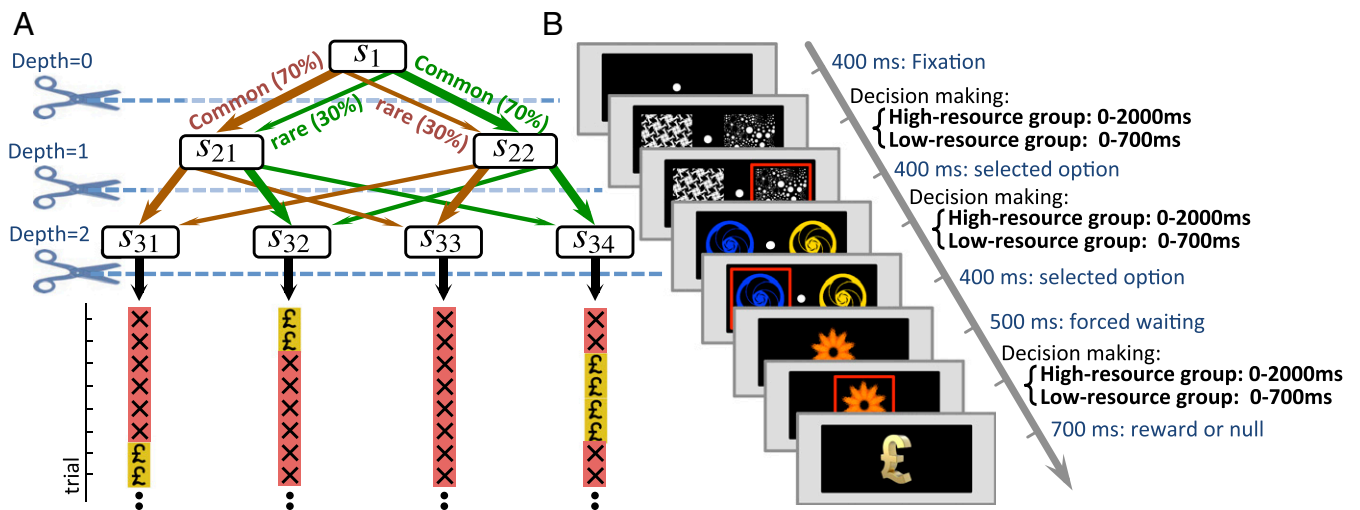 A
Depth=0
s1
Common (70%)
rare (30%)
rare (30%)
Common (70%)
Depth=1
s21
s22
Depth=2
s31
s32
s33
s34
trial
× £ × ×
× £ × ×
× × × £
× × × £
× × × £
× × × £
£ × × ×
£ × × ×
B
400 ms: Fixation
Decision making:
High-resource group: 0-2000ms
Low-resource group: 0-700ms
400 ms: selected option
Decision making:
High-resource group: 0-2000ms
Low-resource group: 0-700ms
400 ms: selected option
500 ms: forced waiting
Decision making:
High-resource group: 0-2000ms
Low-resource group: 0-700ms
700 ms: reward or null
£